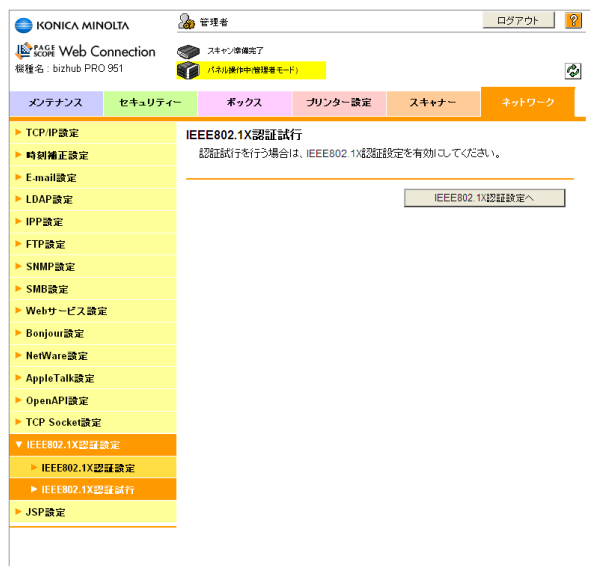 KONICA MINOLTA
管理者
ログアウト
?
PAGE SCOPE Web Connection
スキャン準備完了
機種名 : bizhub PRO 951
パネル操作中(管理者モード)
メンテナンス
セキュリティー
ボックス
プリンター設定
スキャナー
ネットワーク
TCP/IP設定
時刻補正設定
E-mail設定
LDAP設定
IPP設定
FTP設定
SNMP設定
SMB設定
Webサービス設定
Bonjour設定
NetWare設定
AppleTalk設定
OpenAPI設定
TCP Socket設定
IEEE802.1X認証設定
IEEE802.1X認証設定
IEEE802.1X認証試行
JSP設定
IEEE802.1X認証試行
認証試行を行う場合は、IEEE802.1X認証設定を有効にしてください。
IEEE802.1X認証設定へ